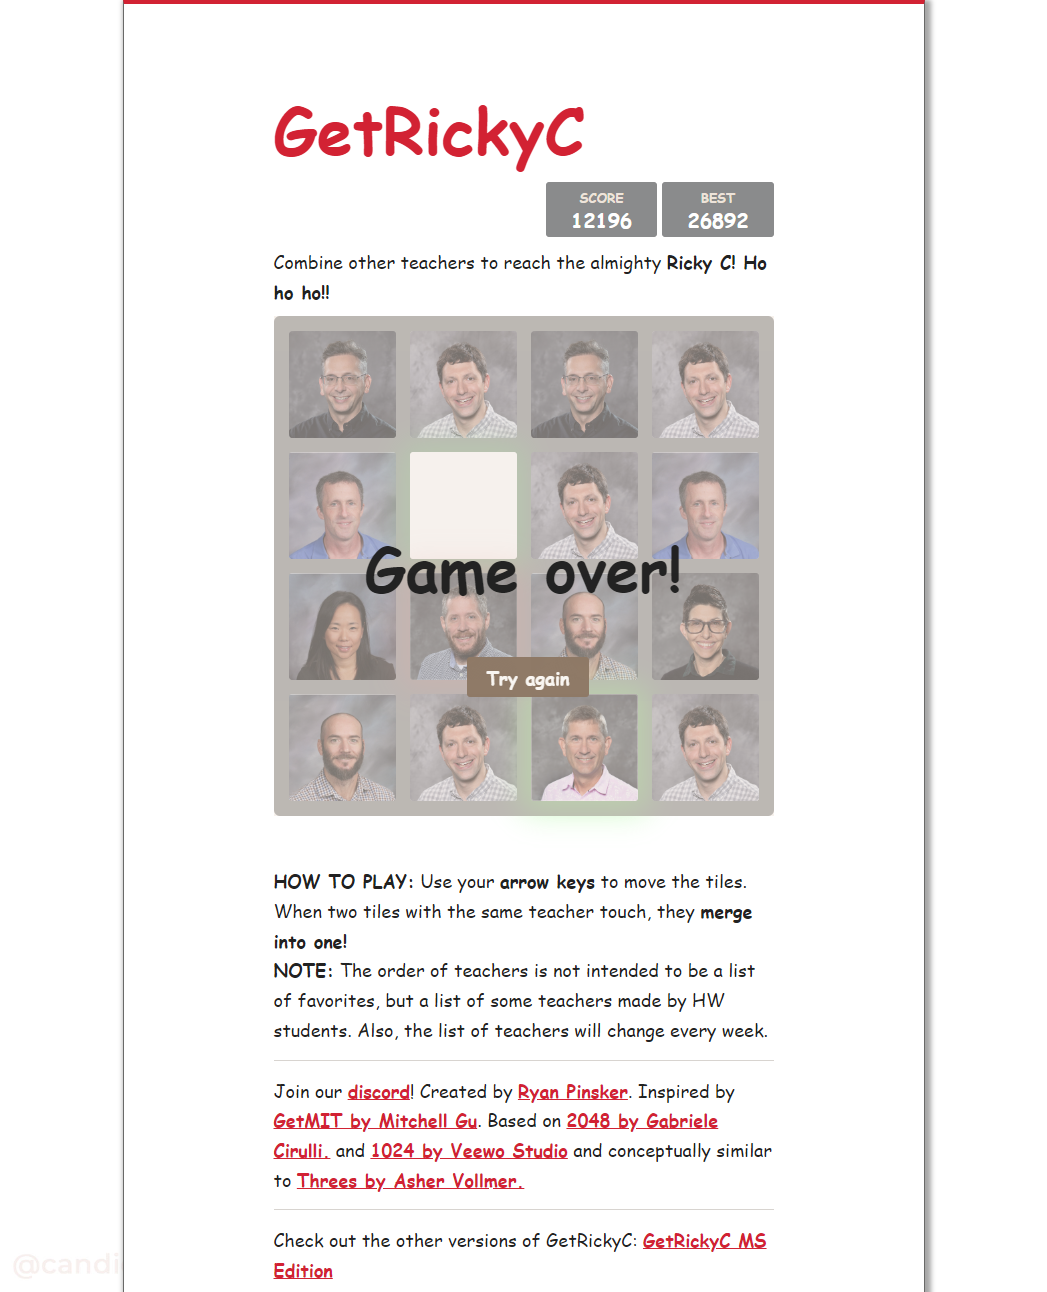 GetRickyC
SCORE
12196
BEST
26892
Combine other teachers to reach the almighty Ricky C! Ho
ho ho!!
Game over!
Try again
HOW TO PLAY: Use your arrow keys to move the tiles.
When two tiles with the same teacher touch, they merge
into one!
NOTE: The order of teachers is not intended to be a list
of favorites, but a list of some teachers made by HW
students. Also, the list of teachers will change every week.
Join our discord! Created by Ryan Pinsker. Inspired by
GetMIT by Mitchell Gu. Based on 2048 by Gabriele
Cirulli. and 1024 by Veewo Studio and conceptually similar
to Threes by Asher Vollmer.
Check out the other versions of GetRickyC: GetRickyC MS
Edition